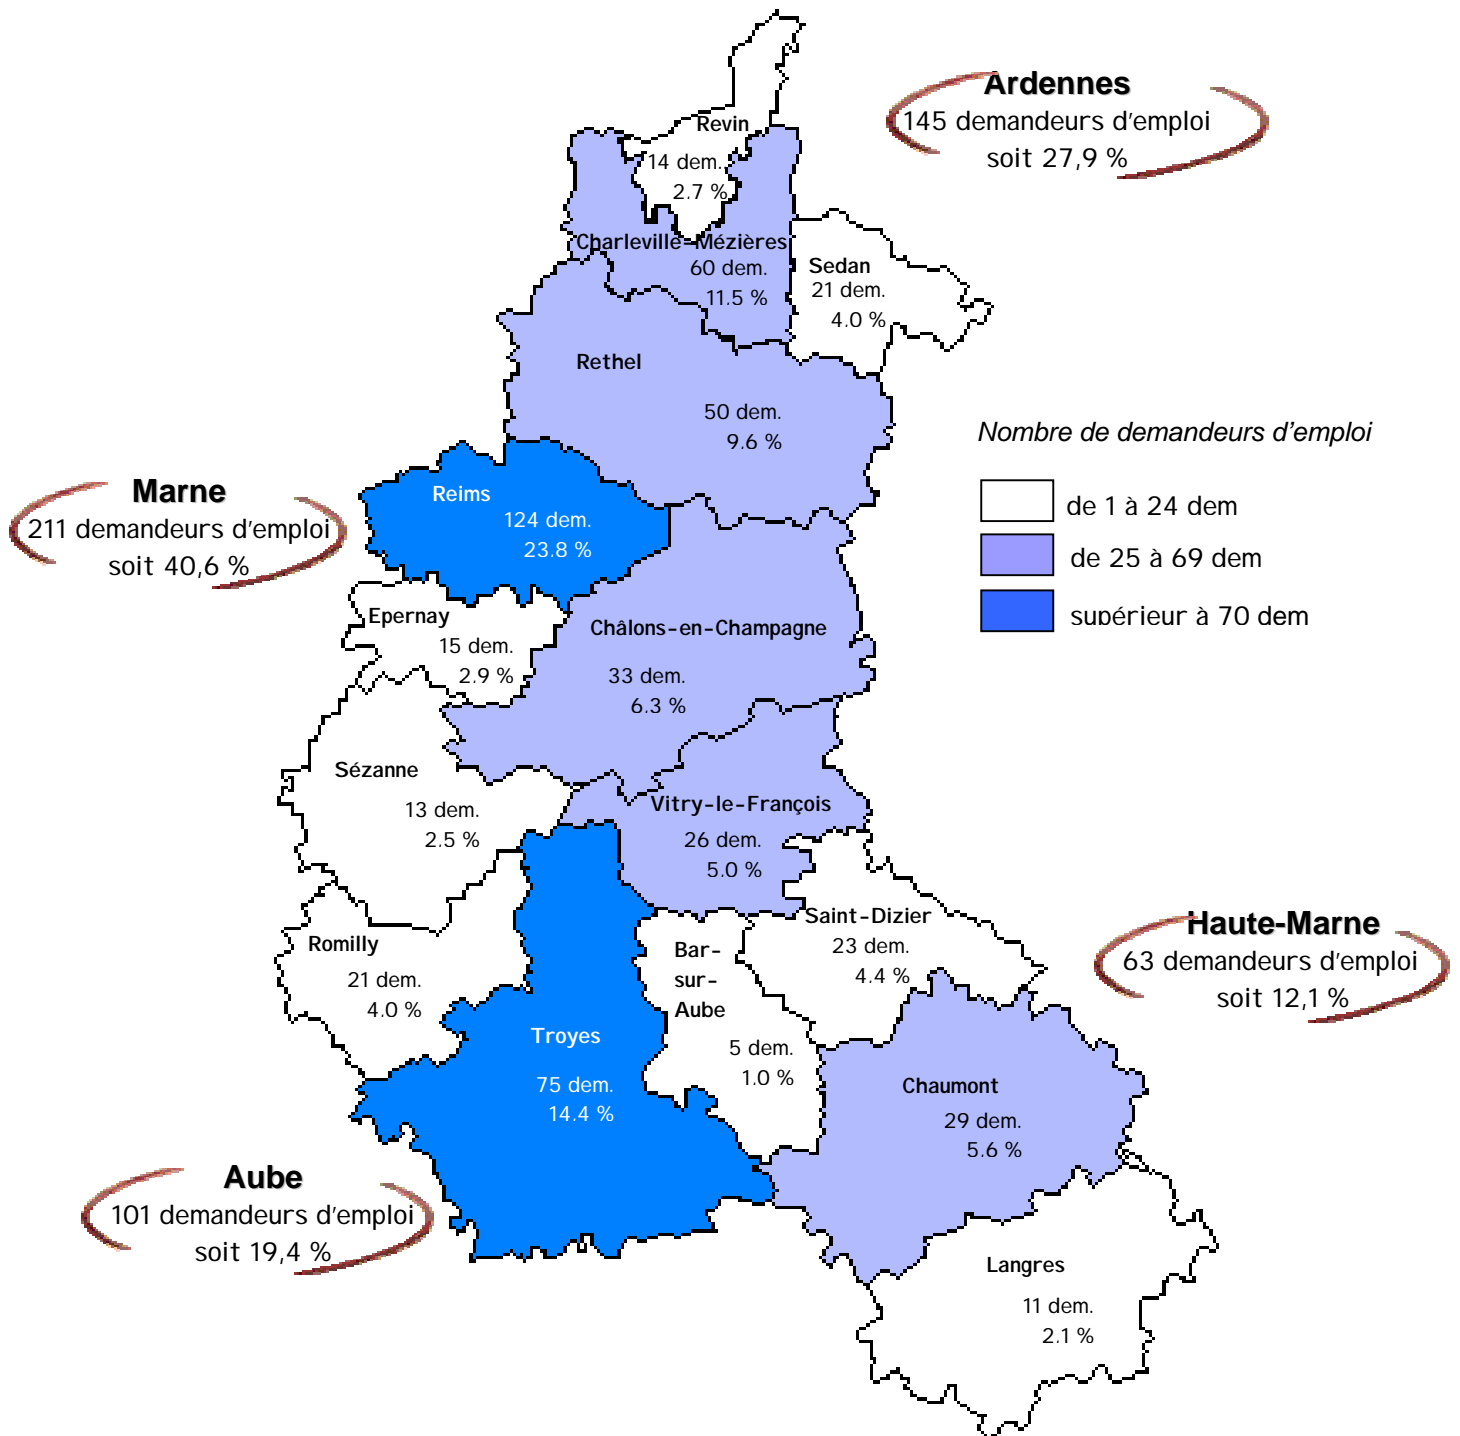 Ardennes
145 demandeurs d'emploi
soit 27,9 %
Revin
14 dem.
2.7 %
Charleville-Mézières
60 dem.
11.5 %
Sedan
21 dem.
4.0 %
Rethel
50 dem.
9.6 %
Nombre de demandeurs d'emploi
de 1 à 24 dem
de 25 à 69 dem
supérieur à 70 dem
Marne
211 demandeurs d'emploi
soit 40,6 %
Reims
124 dem.
23.8 %
Epernay
15 dem.
2.9 %
Châlons-en-Champagne
33 dem.
6.3 %
Sézanne
13 dem.
2.5 %
Vitry-le-François
26 dem.
5.0 %
Saint-Dizier
23 dem.
4.4 %
Haute-Marne
63 demandeurs d'emploi
soit 12,1 %
Romilly
21 dem.
4.0 %
Bar-
sur-
Aube
5 dem.
1.0 %
Troyes
75 dem.
14.4 %
Chaumont
29 dem.
5.6 %
Aube
101 demandeurs d'emploi
soit 19,4 %
Langres
11 dem.
2.1 %